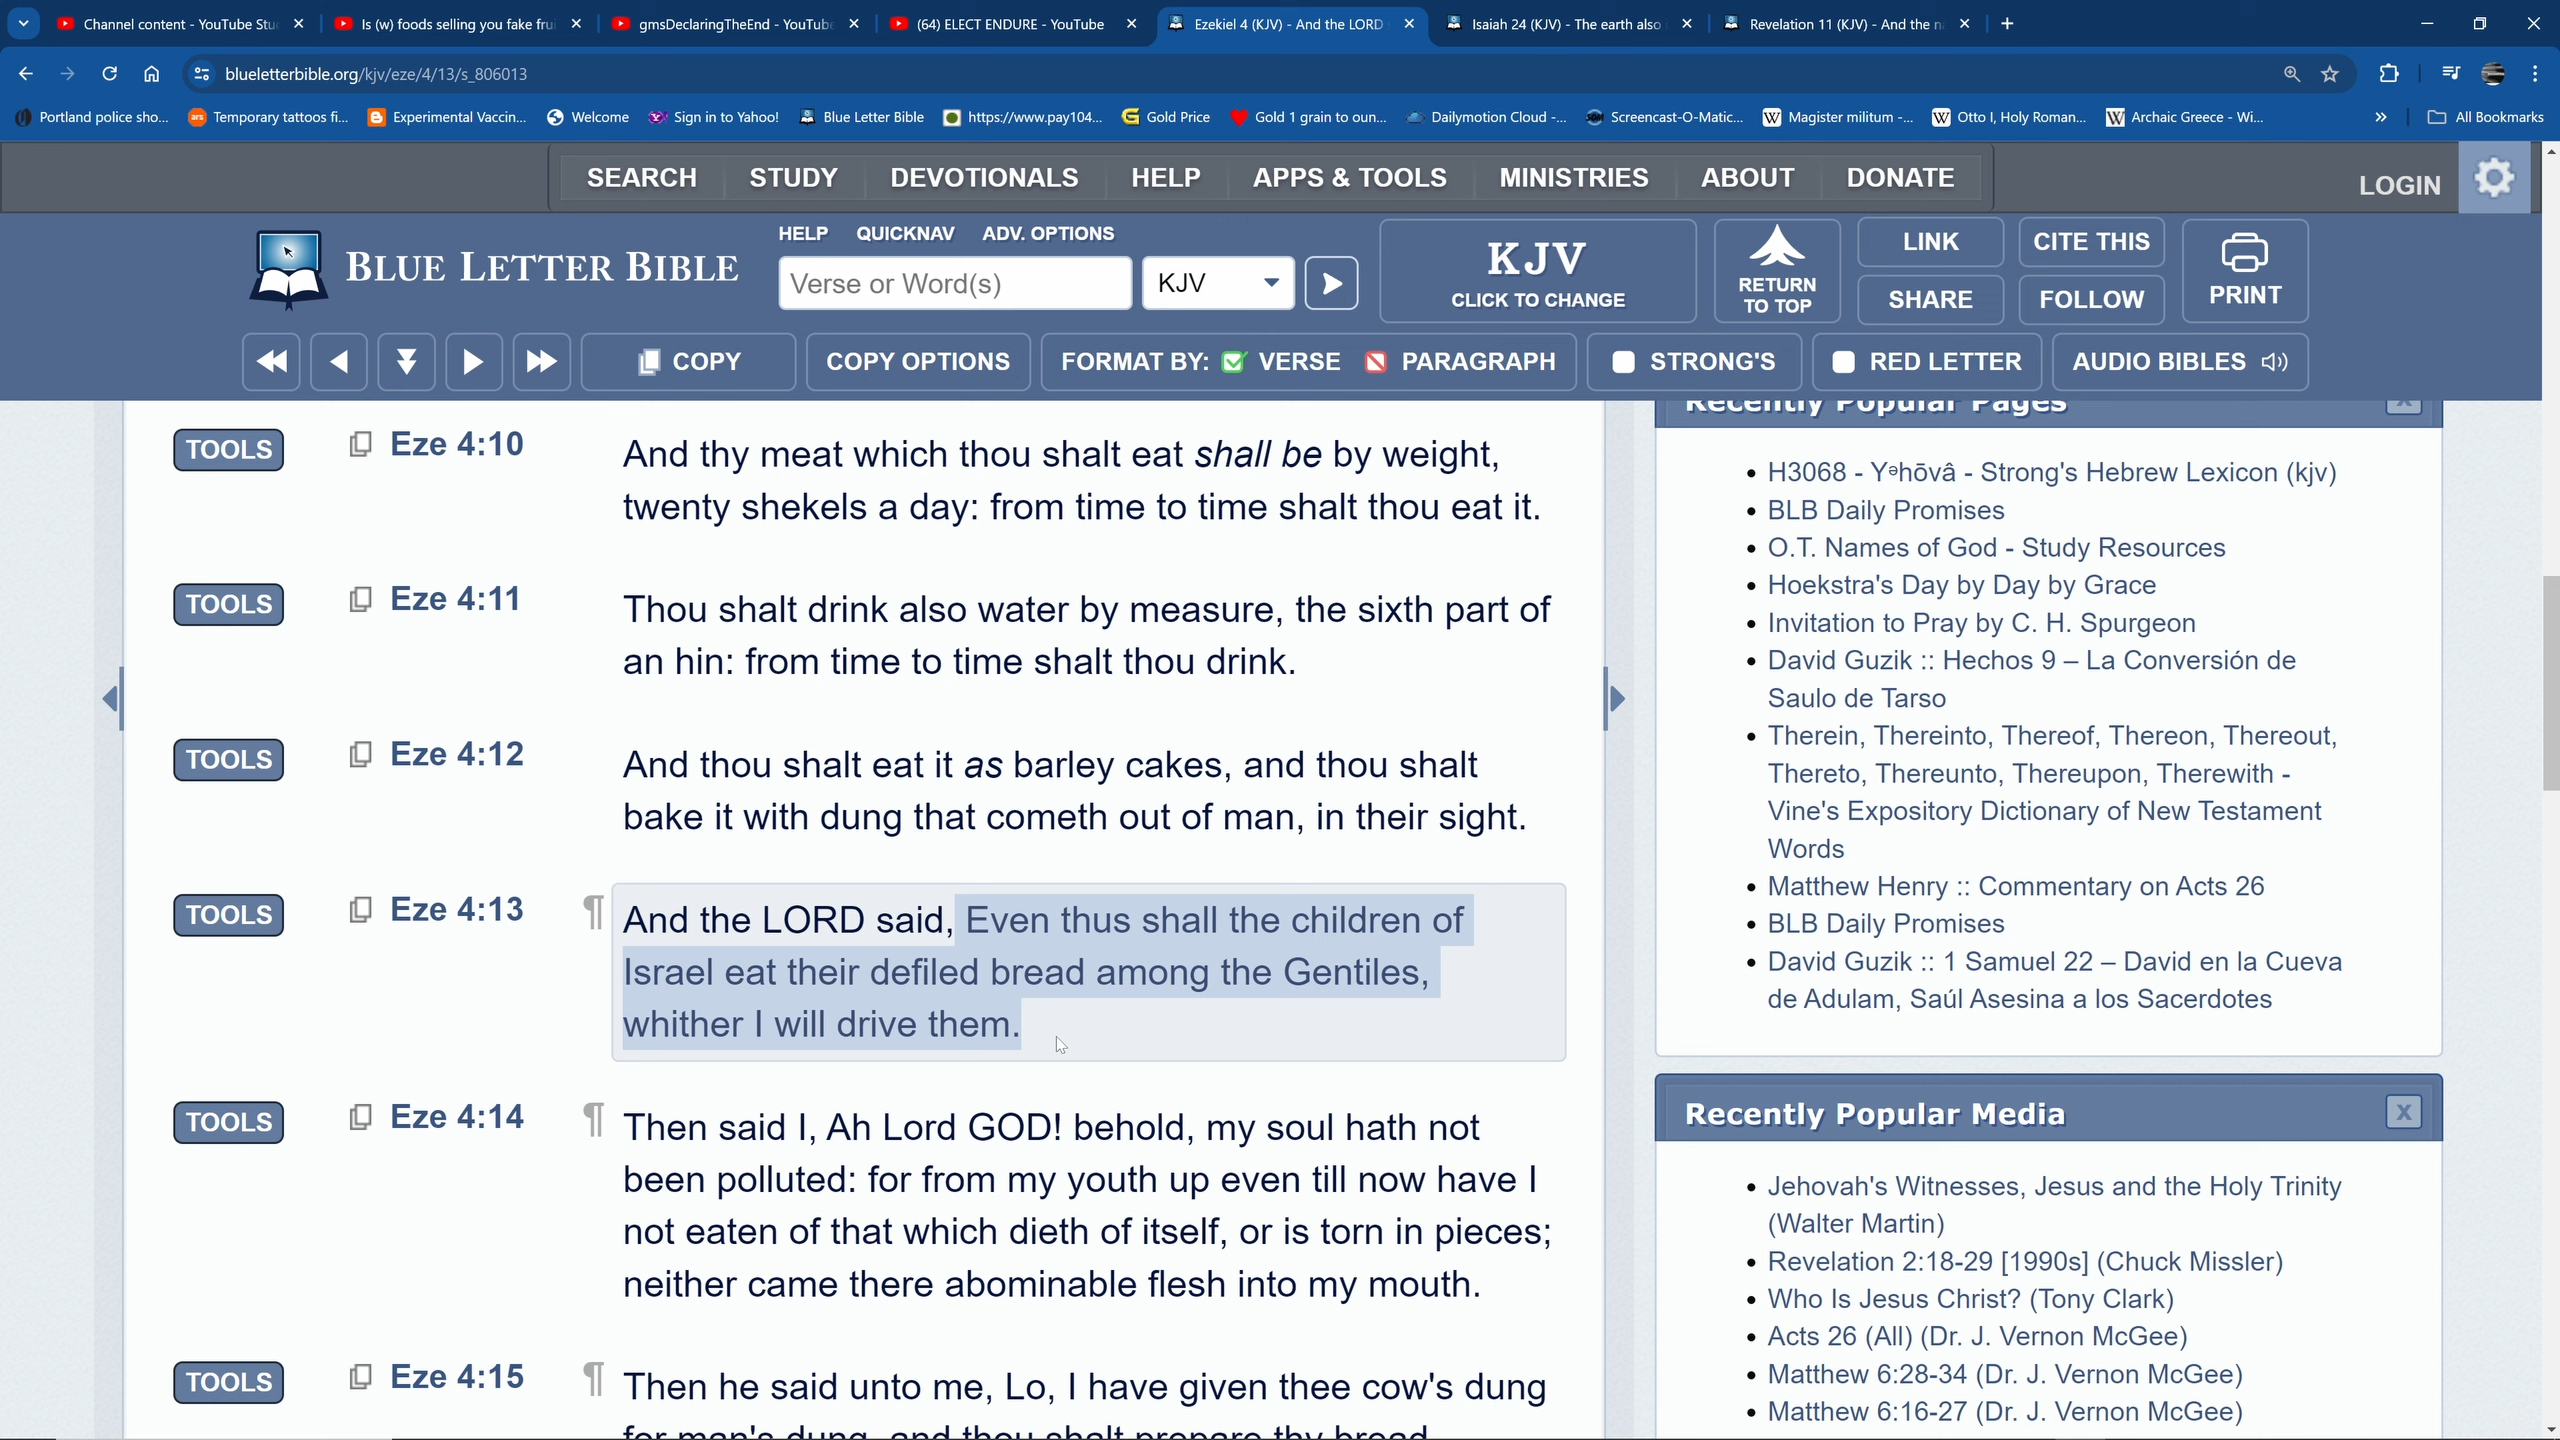 Channel content - YouTube Stu
Is (w) foods selling you fake fru
gmsDeclaringTheEnd - YouTube
(64) ELECT ENDURE - YouTube
Ezekiel 4 (KJV) - And the LORD
Isaiah 24 (KJV) - The earth also
Revelation 11 (KJV) - And the
blueletterbible.org/kjv/eze/4/13/s_806013
Portland police sho...
Temporary tattoos fi...
Experimental Vaccin...
Welcome
Sign in to Yahoo!
Blue Letter Bible
https://www.pay104...
Gold Price
Gold 1 grain to oun...
Dailymotion Cloud -...
Screencast-O-Matic...
Magister militum -...
Otto I, Holy Roman...
Archaic Greece - Wi...
All Bookmarks
SEARCH STUDY DEVOTIONALS HELP APPS & TOOLS MINISTRIES ABOUT DONATE
LOGIN
BLUE LETTER BIBLE
HELP QUICKNAV ADV. OPTIONS
Verse or Word(s)
KJV
KJV
CLICK TO CHANGE
RETURN
TO TOP
LINK
CITE THIS
SHARE
FOLLOW
PRINT
COPY
COPY OPTIONS
FORMAT BY: VERSE PARAGRAPH
STRONG'S
RED LETTER
AUDIO BIBLES
TOOLS
Eze 4:10
And thy meat which thou shalt eat shall be by weight,
twenty shekels a day: from time to time shalt thou eat it.
TOOLS
Eze 4:11
Thou shalt drink also water by measure, the sixth part of
an hin: from time to time shalt thou drink.
TOOLS
Eze 4:12
And thou shalt eat it as barley cakes, and thou shalt
bake it with dung that cometh out of man, in their sight.
TOOLS
Eze 4:13
¶ And the LORD said, Even thus shall the children of
Israel eat their defiled bread among the Gentiles,
whither I will drive them.
TOOLS
Eze 4:14
¶ Then said I, Ah Lord GOD! behold, my soul hath not
been polluted: for from my youth up even till now have I
not eaten of that which dieth of itself, or is torn in pieces;
neither came there abominable flesh into my mouth.
TOOLS
Eze 4:15
¶ Then he said unto me, Lo, I have given thee cow's dung
for man's dung, and thou shalt prepare thy bread
Recently Popular Pages
x
• H3068 - Yᵊhōvâ - Strong's Hebrew Lexicon (kjv)
• BLB Daily Promises
• O.T. Names of God - Study Resources
• Hoekstra's Day by Day by Grace
• Invitation to Pray by C. H. Spurgeon
• David Guzik :: Hechos 9 – La Conversión de
Saulo de Tarso
• Therein, Thereinto, Thereof, Thereon, Thereout,
Thereto, Thereunto, Thereupon, Therewith -
Vine's Expository Dictionary of New Testament
Words
• Matthew Henry :: Commentary on Acts 26
• BLB Daily Promises
• David Guzik :: 1 Samuel 22 – David en la Cueva
de Adulam, Saúl Asesina a los Sacerdotes
Recently Popular Media
x
• Jehovah's Witnesses, Jesus and the Holy Trinity
(Walter Martin)
• Revelation 2:18-29 [1990s] (Chuck Missler)
• Who Is Jesus Christ? (Tony Clark)
• Acts 26 (All) (Dr. J. Vernon McGee)
• Matthew 6:28-34 (Dr. J. Vernon McGee)
• Matthew 6:16-27 (Dr. J. Vernon McGee)